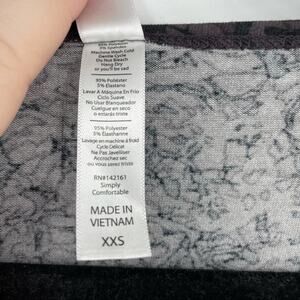 95% Polyester
5% Elastane
Machine Wash Cold
Gentle Cycle
Do Not Bleach
Hang Dry
or you'll be sad
95% Poliéster
5% Elastano
Lavar A Máquina En Frío
Ciclo Suave
No Usar Blanqueador
Cuelgue en seco
o estarás triste
95% Polyester
5% Élasthanne
Lavage en machine à froid
Cycle Délicat
Ne Pas Javelliser
Accrochez sec
ou vous serez triste
RN#142161
Simply
Comfortable
MADE IN
VIETNAM
XXS